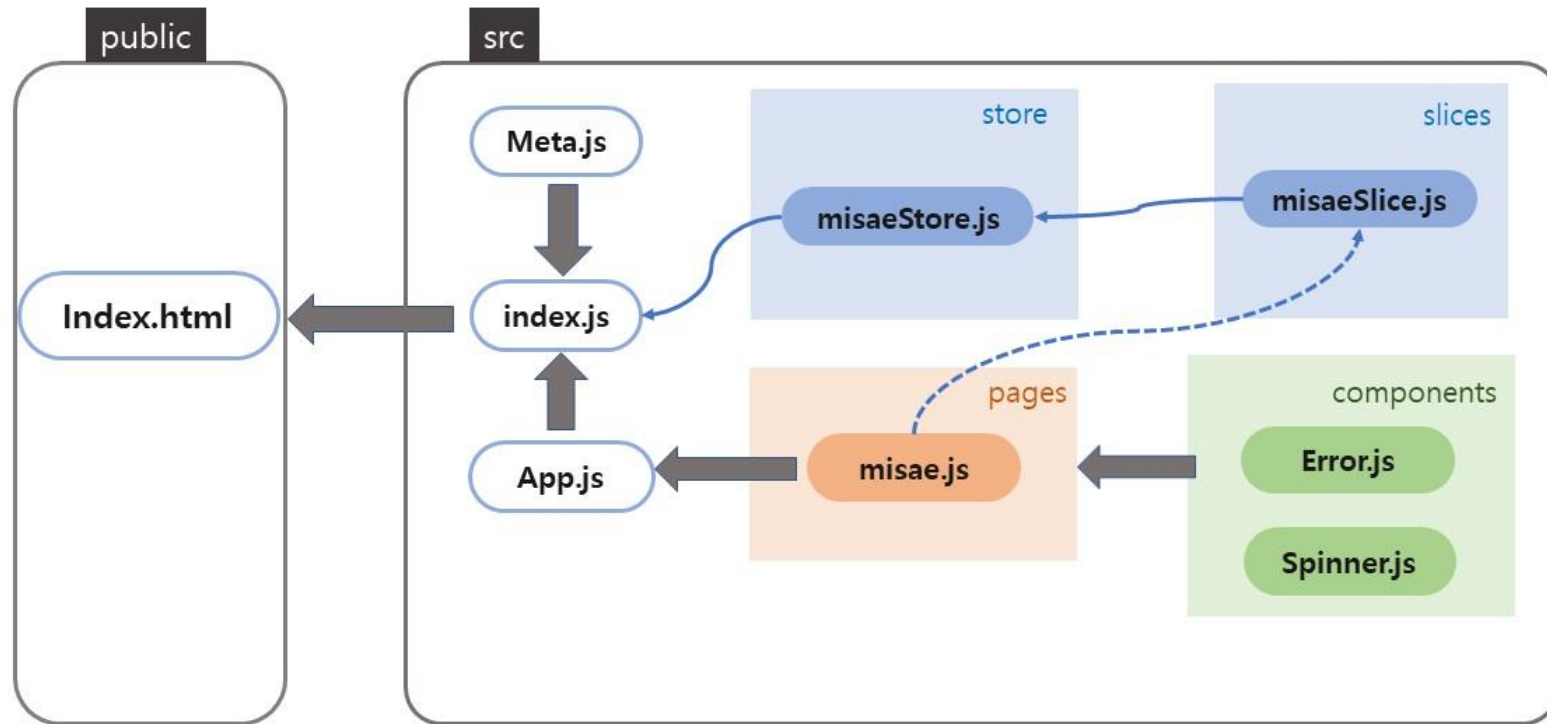 public
src
Meta.js
store
slices
misaeStore.js
misaeSlice.js
Index.html
index.js
pages
components
App.js
misae.js
Error.js
Spinner.js